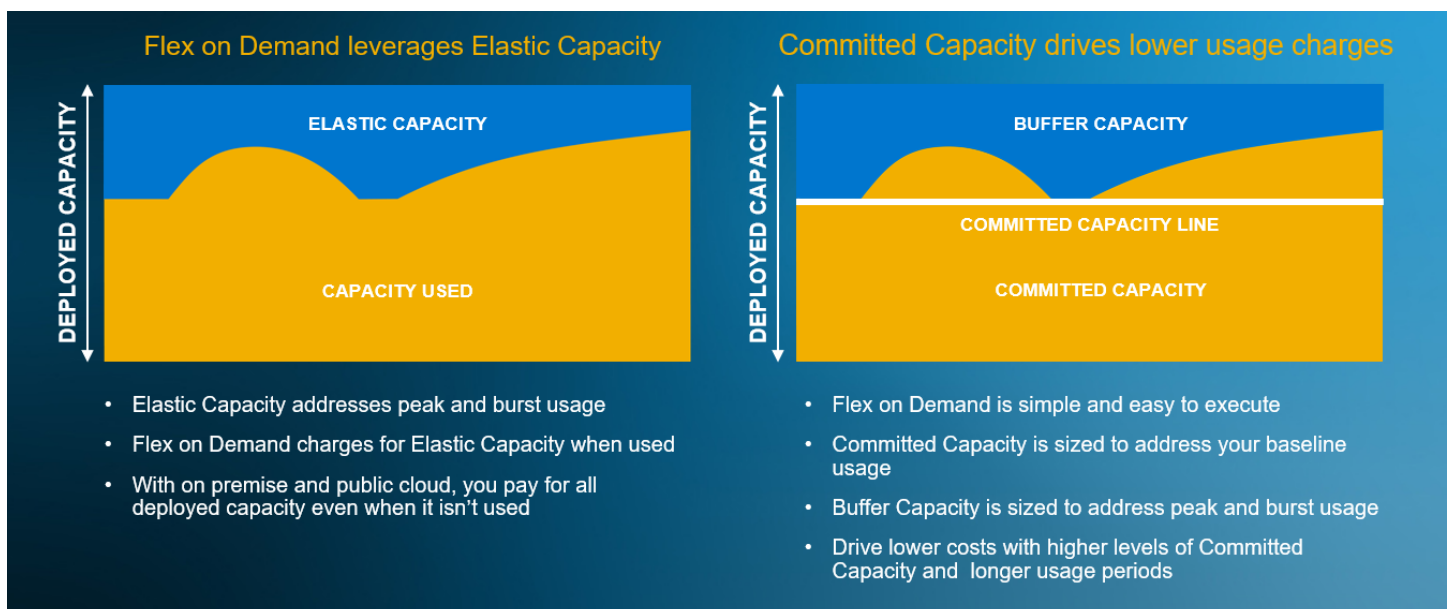 Flex on Demand leverages Elastic Capacity
DEPLOYED CAPACITY
ELASTIC CAPACITY
CAPACITY USED
• Elastic Capacity addresses peak and burst usage
• Flex on Demand charges for Elastic Capacity when used
• With on premise and public cloud, you pay for all
deployed capacity even when it isn’t used
Committed Capacity drives lower usage charges
DEPLOYED CAPACITY
BUFFER CAPACITY
COMMITTED CAPACITY LINE
COMMITTED CAPACITY
• Flex on Demand is simple and easy to execute
• Committed Capacity is sized to address your baseline
usage
• Buffer Capacity is sized to address peak and burst usage
• Drive lower costs with higher levels of Committed
Capacity and  longer usage periods